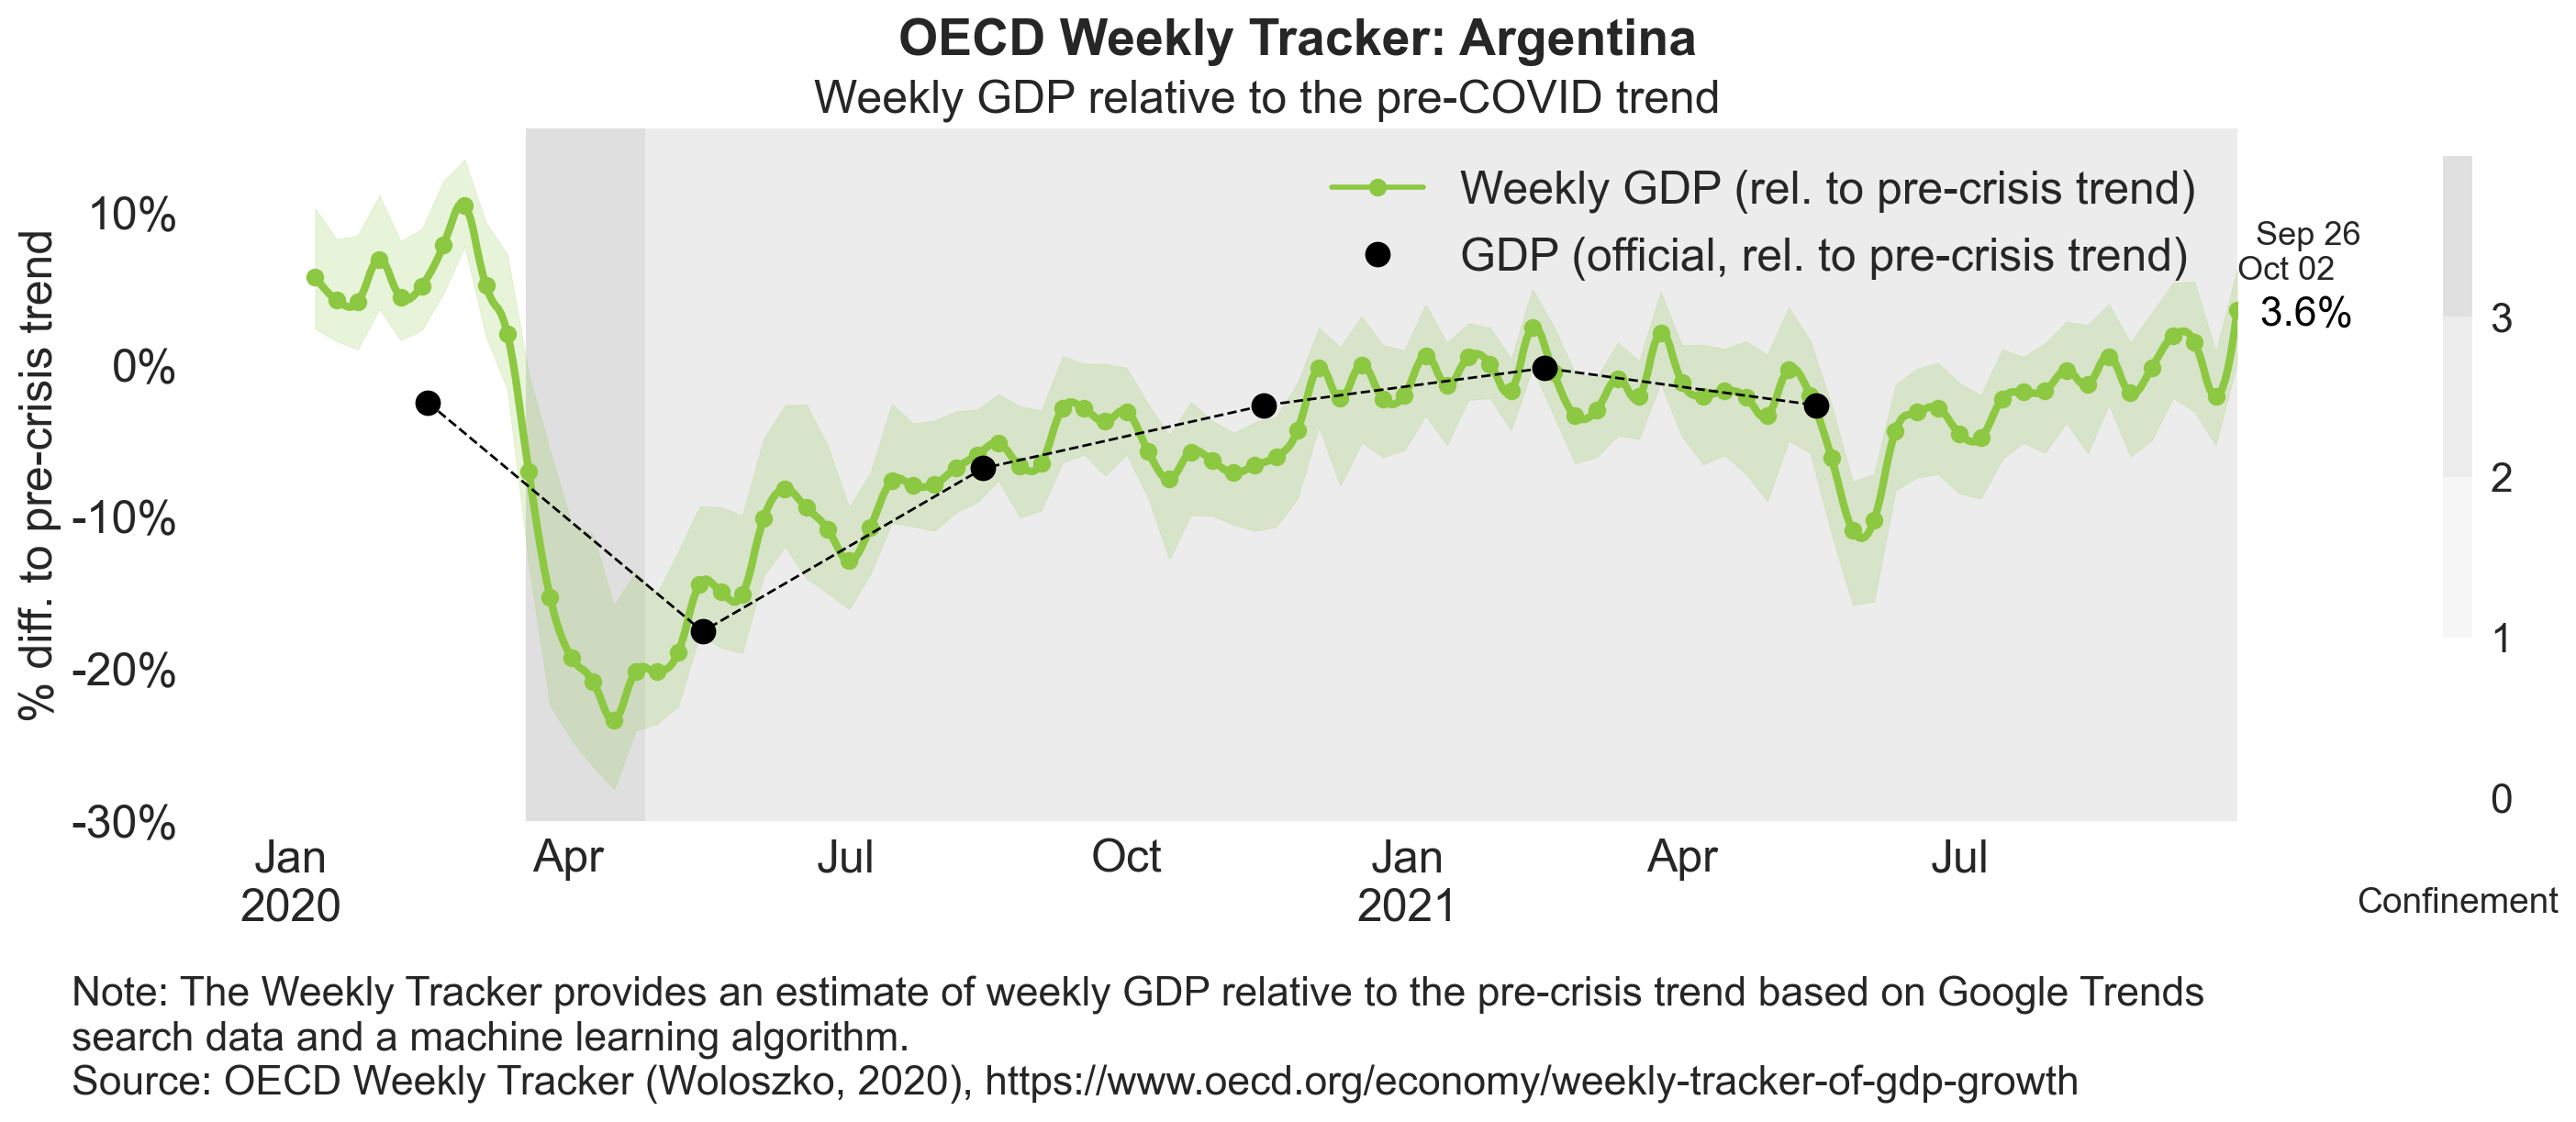 OECD Weekly Tracker: Argentina
Weekly GDP relative to the pre-COVID trend
% diff. to pre-crisis trend
10%
0%
-10%
-20%
-30%
Weekly GDP (rel. to pre-crisis trend)
GDP (official, rel. to pre-crisis trend)
Sep 26
Oct 02
3.6%
3
2
1
0
Confinement
Jan Apr Jul Oct Jan Apr Jul
2020 2021
Note: The Weekly Tracker provides an estimate of weekly GDP relative to the pre-crisis trend based on Google Trends
search data and a machine learning algorithm.
Source: OECD Weekly Tracker (Woloszko, 2020), https://www.oecd.org/economy/weekly-tracker-of-gdp-growth